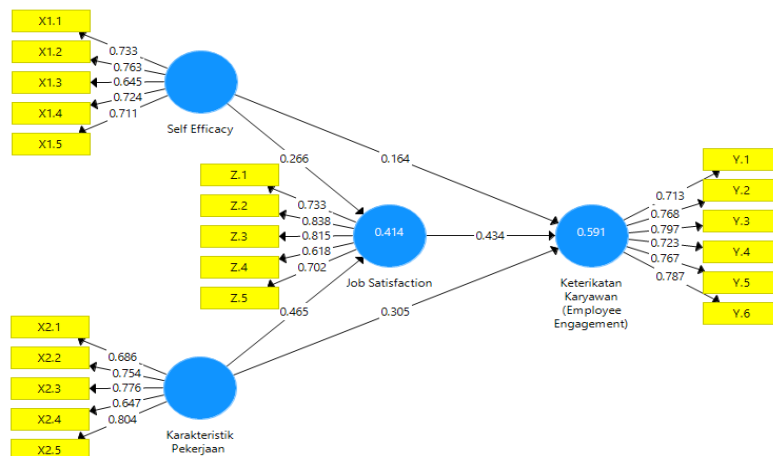 X1.1
X1.2
X1.3
X1.4
X1.5
0.733
0.763
0.645
0.724
0.711
Self Efficacy
0.266
0.164
Z.1
Z.2
Z.3
Z.4
Z.5
0.733
0.838
0.815
0.618
0.702
0.414
Job Satisfaction
0.434
0.465
0.305
0.591
Keterikatan
Karyawan
(Employee
Engagement)
0.713
0.768
0.797
0.723
0.767
0.787
Y.1
Y.2
Y.3
Y.4
Y.5
Y.6
X2.1
X2.2
X2.3
X2.4
X2.5
0.686
0.754
0.776
0.647
0.804
Karakteristik
Pekerjaan